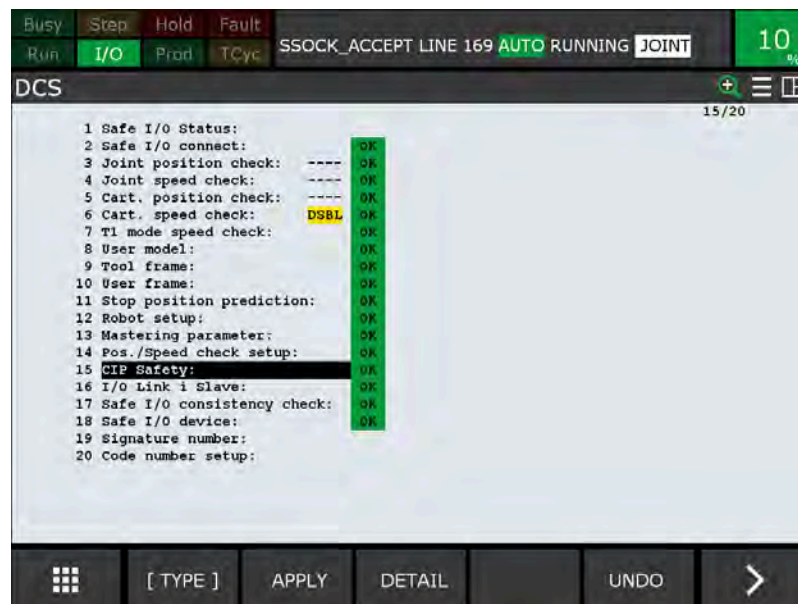 Busy Step Hold Fault
Run I/O Prod TCyc
SSOCK_ACCEPT LINE 169 AUTO RUNNING JOINT
10
%
DCS
15/20
1 Safe I/O Status:
2 Safe I/O connect: OK
3 Joint position check: ---- OK
4 Joint speed check: ---- OK
5 Cart. position check: ---- OK
6 Cart. speed check: DSBL OK
7 T1 mode speed check: OK
8 User model: OK
9 Tool frame: OK
10 User frame: OK
11 Stop position prediction: OK
12 Robot setup: OK
13 Mastering parameter: OK
14 Pos./Speed check setup: OK
15 CIP Safety: OK
16 I/O Link i Slave: OK
17 Safe I/O consistency check: OK
18 Safe I/O device: OK
19 Signature number:
20 Code number setup:
[ TYPE ] APPLY DETAIL UNDO >